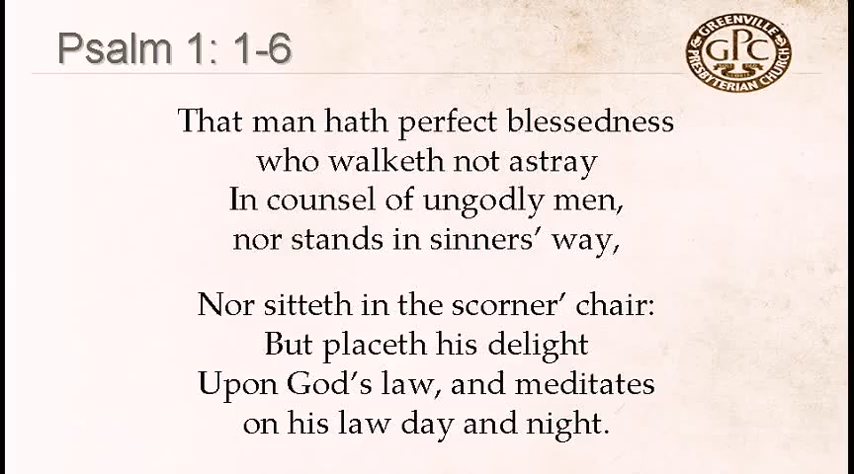 Psalm 1: 1-6
GREENVILLE
GPC
PRESBYTERIAN CHURCH
That man hath perfect blessedness
who walketh not astray
In counsel of ungodly men,
nor stands in sinners’ way,
Nor sitteth in the scorner’ chair:
But placeth his delight
Upon God’s law, and meditates
on his law day and night.